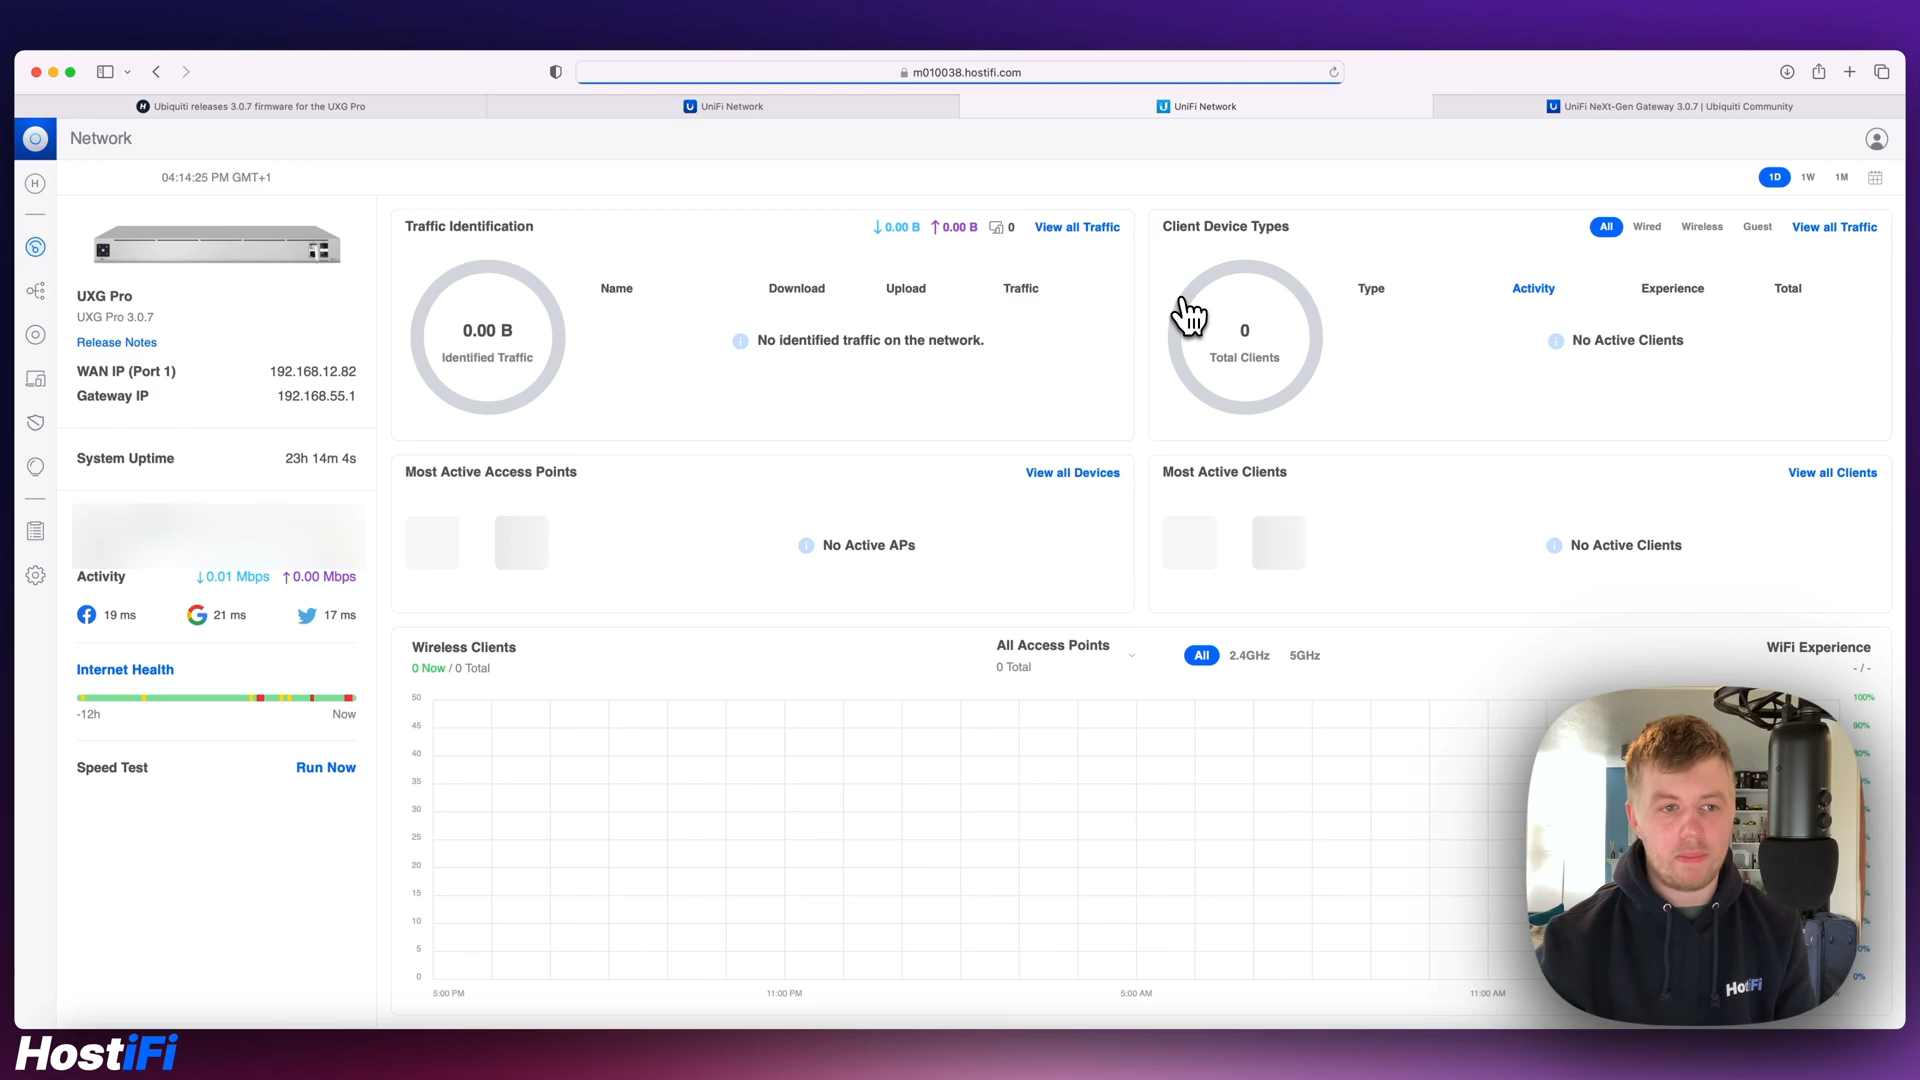 m010038.hostifi.com
Ubiquiti releases 3.0.7 firmware for the UXG Pro
UniFi Network
UniFi Network
UniFi NeXt-Gen Gateway 3.0.7 | Ubiquiti Community
Network
04:14:25 PM GMT+1
1D 1W 1M
UXG Pro
UXG Pro 3.0.7
Release Notes
WAN IP (Port 1) 192.168.12.82
Gateway IP 192.168.55.1
System Uptime 23h 14m 4s
Activity ↓0.01 Mbps ↑0.00 Mbps
19 ms 21 ms 17 ms
Internet Health
-12h Now
Speed Test Run Now
Traffic Identification ↓0.00 B ↑0.00 B 0 View all Traffic
Name Download Upload Traffic
0.00 B
Identified Traffic
No identified traffic on the network.
Client Device Types All Wired Wireless Guest View all Traffic
Type Activity Experience Total
0
Total Clients
No Active Clients
Most Active Access Points View all Devices
No Active APs
Most Active Clients View all Clients
No Active Clients
Wireless Clients
0 Now / 0 Total
All Access Points
0 Total
All 2.4GHz 5GHz
WiFi Experience
- / -
50
45
40
35
30
25
20
15
10
5
0
100%
90%
0%
5:00 PM 11:00 PM 5:00 AM 11:00 AM
HostiFi
HostiFi